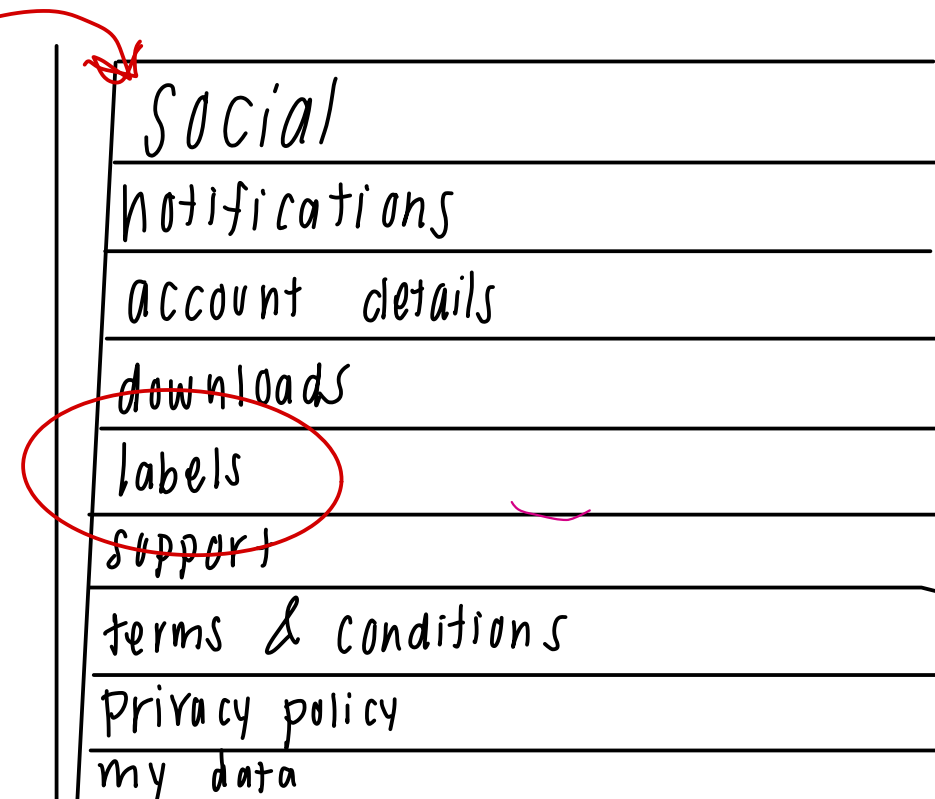 social
notifications
account details
downloads
labels
support
terms & conditions
privacy policy
my data